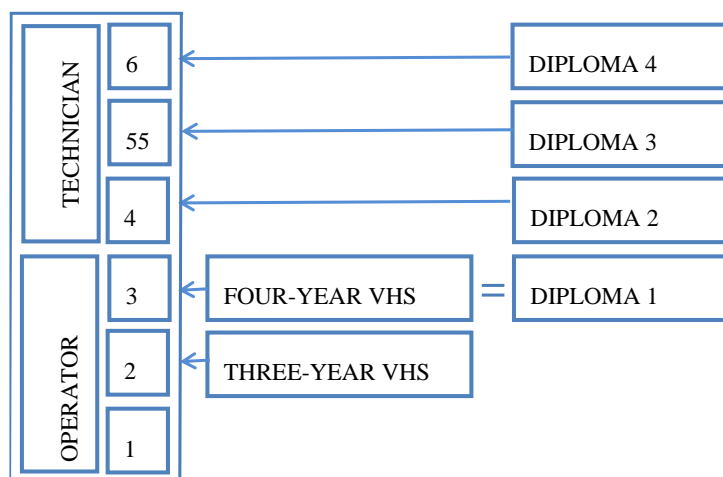 TECHNICIAN
6
DIPLOMA 4
55
DIPLOMA 3
4
DIPLOMA 2
OPERATOR
3
FOUR-YEAR VHS
=
DIPLOMA 1
2
THREE-YEAR VHS
1